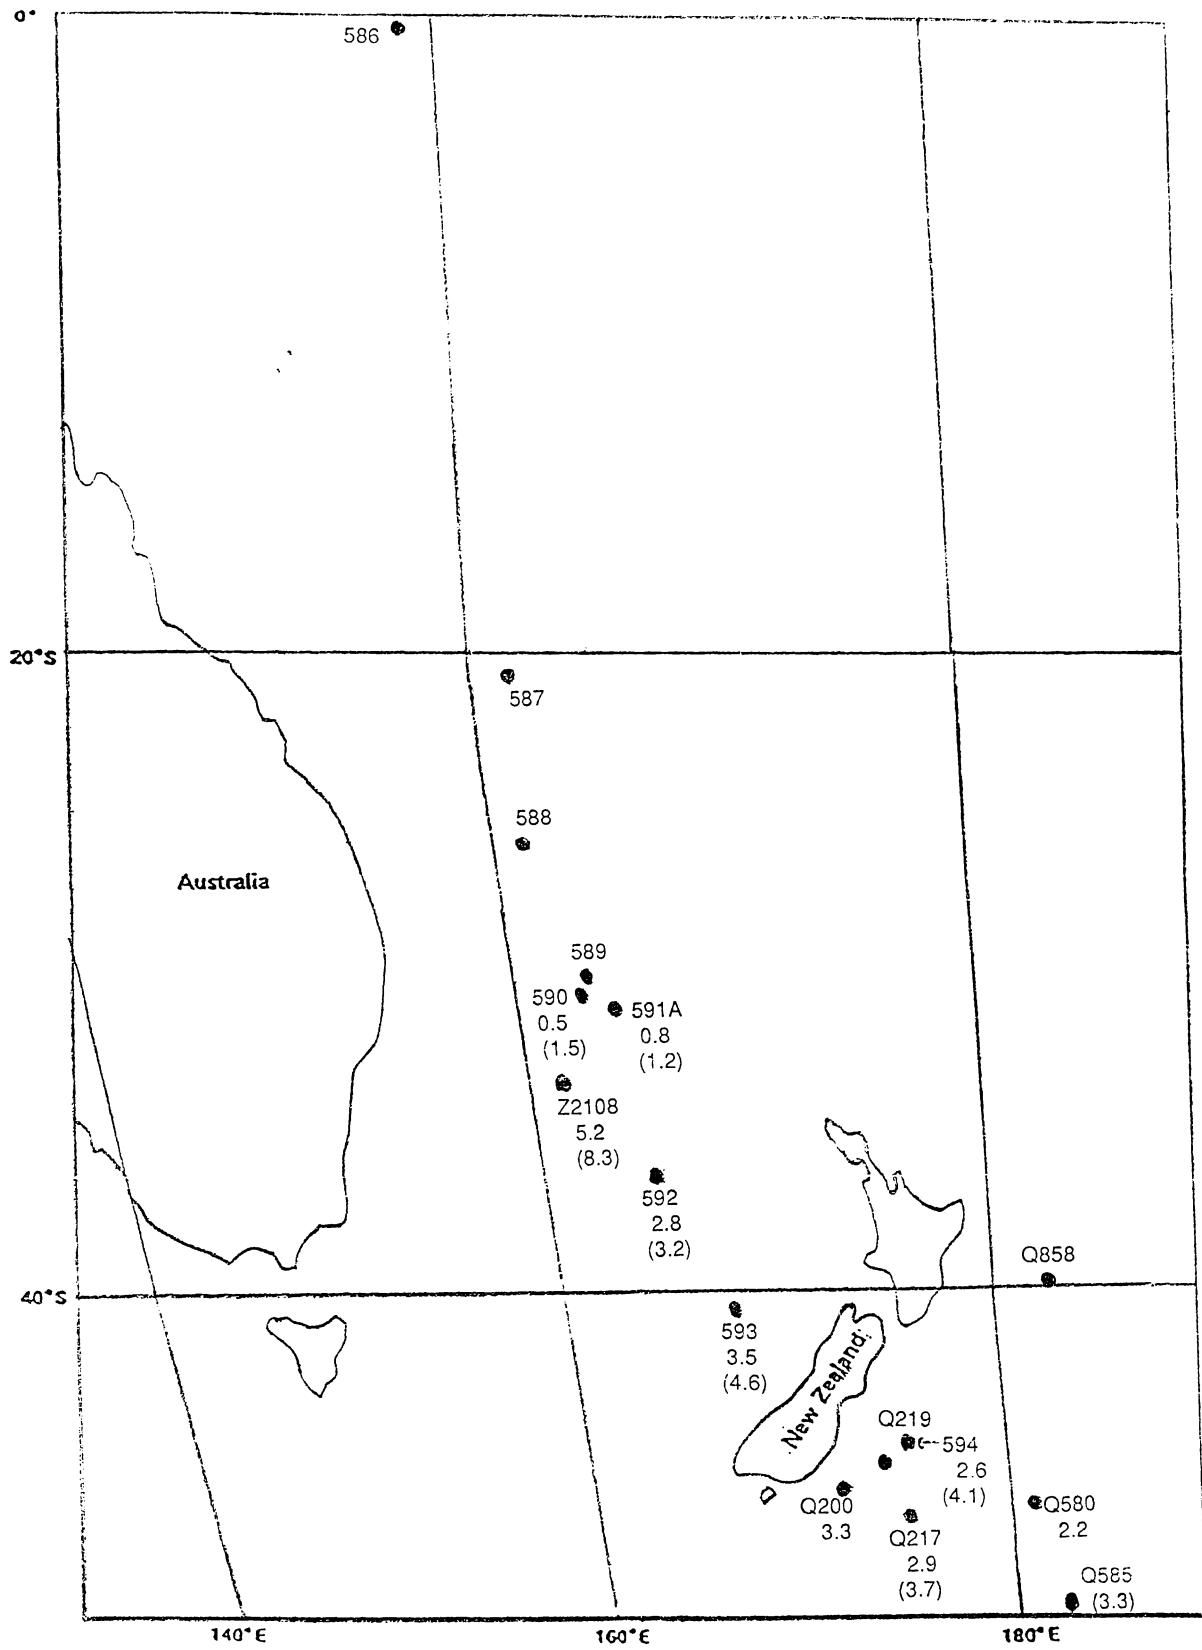 0°
586
20°S
587
588
Australia
589
590
0.5
(1.5)
591A
0.8
(1.2)
Z2108
5.2
(8.3)
592
2.8
(3.2)
Q858
40°S
593
3.5
(4.6)
New Zealand
Q219
594
2.6
(4.1)
Q200
3.3
Q217
2.9
(3.7)
Q580
2.2
Q585
(3.3)
140°E
160°E
180°E